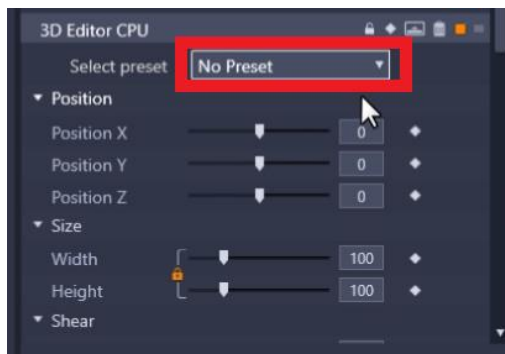 3D Editor CPU
Select preset No Preset
Position
Position X 0
Position Y 0
Position Z 0
Size
Width 100
Height 100
Shear